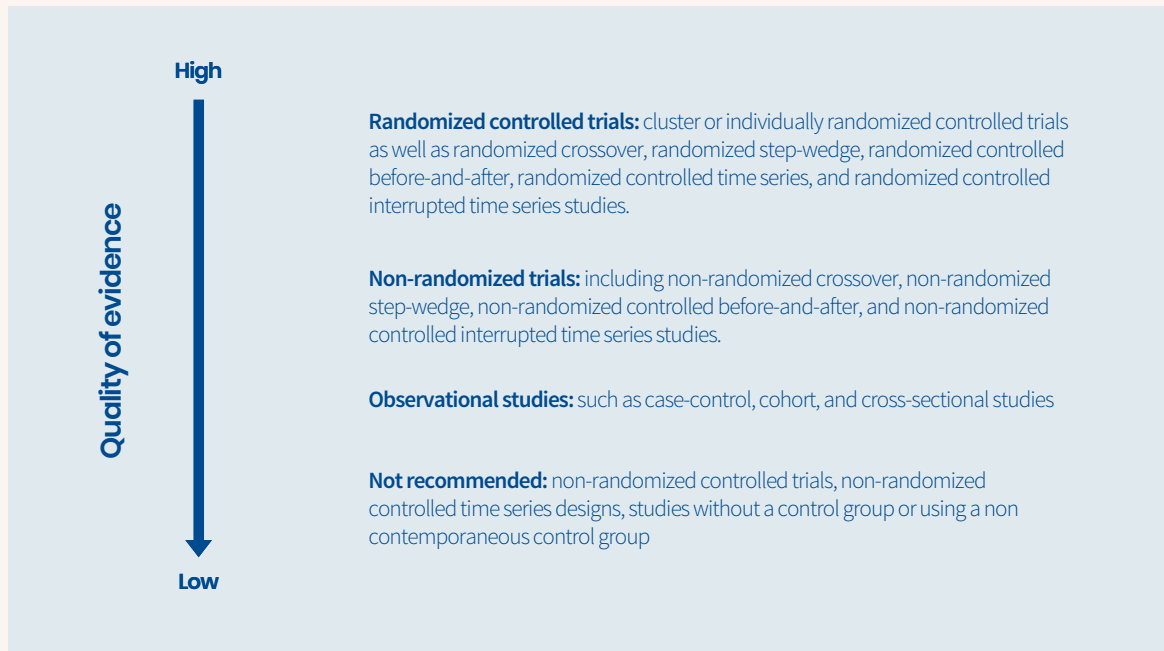 High
Quality of evidence
Low
Randomized controlled trials: cluster or individually randomized controlled trials
as well as randomized crossover, randomized step-wedge, randomized controlled
before-and-after, randomized controlled time series, and randomized controlled
interrupted time series studies.
Non-randomized trials: including non-randomized crossover, non-randomized
step-wedge, non-randomized controlled before-and-after, and non-randomized
controlled interrupted time series studies.
Observational studies: such as case-control, cohort, and cross-sectional studies
Not recommended: non-randomized controlled trials, non-randomized
controlled time series designs, studies without a control group or using a non
contemporaneous control group